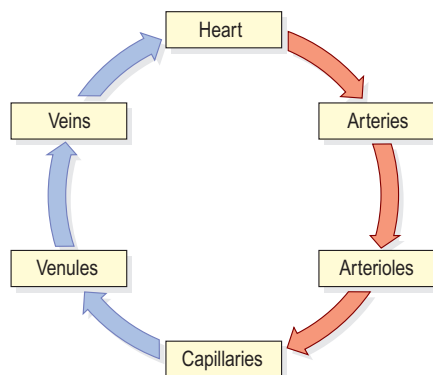 Heart
Arteries
Arterioles
Capillaries
Venules
Veins